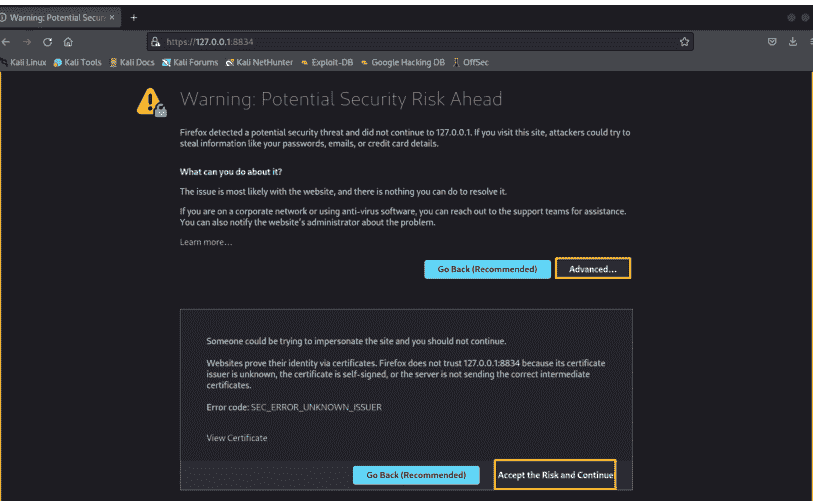 Warning: Potential Secur
https://127.0.0.1:8834
Kali Linux Kali Tools Kali Docs Kali Forums Kali NetHunter Exploit-DB Google Hacking DB OffSec
Warning: Potential Security Risk Ahead
Firefox detected a potential security threat and did not continue to 127.0.0.1. If you visit this site, attackers could try to
steal information like your passwords, emails, or credit card details.
What can you do about it?
The issue is most likely with the website, and there is nothing you can do to resolve it.
If you are on a corporate network or using anti-virus software, you can reach out to the support teams for assistance.
You can also notify the website's administrator about the problem.
Learn more…
Go Back (Recommended) Advanced…
Someone could be trying to impersonate the site and you should not continue.
Websites prove their identity via certificates. Firefox does not trust 127.0.0.1:8834 because its certificate
issuer is unknown, the certificate is self-signed, or the server is not sending the correct intermediate
certificates.
Error code: SEC_ERROR_UNKNOWN_ISSUER
View Certificate
Go Back (Recommended) Accept the Risk and Continue